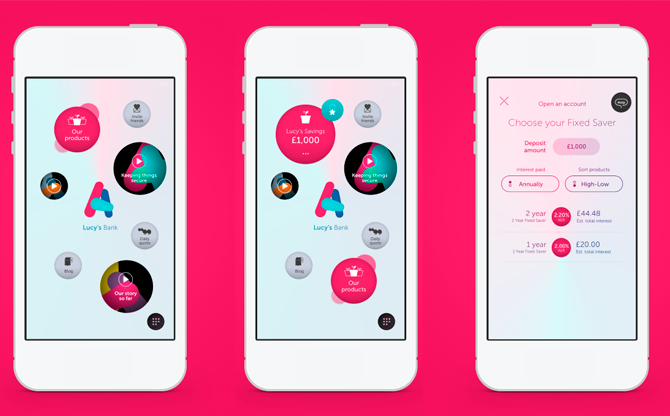 Our
products
Invite
friends
Keeping things
secure
Lucy's Bank
Daily
quote
Blog
Our story
so far
Lucy's Savings
£1,000
...
Invite
friends
Keeping things
secure
Lucy's Bank
Daily
quote
Blog
Our
products
Open an account
Choose your Fixed Saver
Deposit
amount
£1,000
Interest paid
Sort products
Annually
High-Low
2 year
2 Year Fixed Saver
2.20%
£44.48
Est. total interest
1 year
1 Year Fixed Saver
2.00%
£20.00
Est. total interest